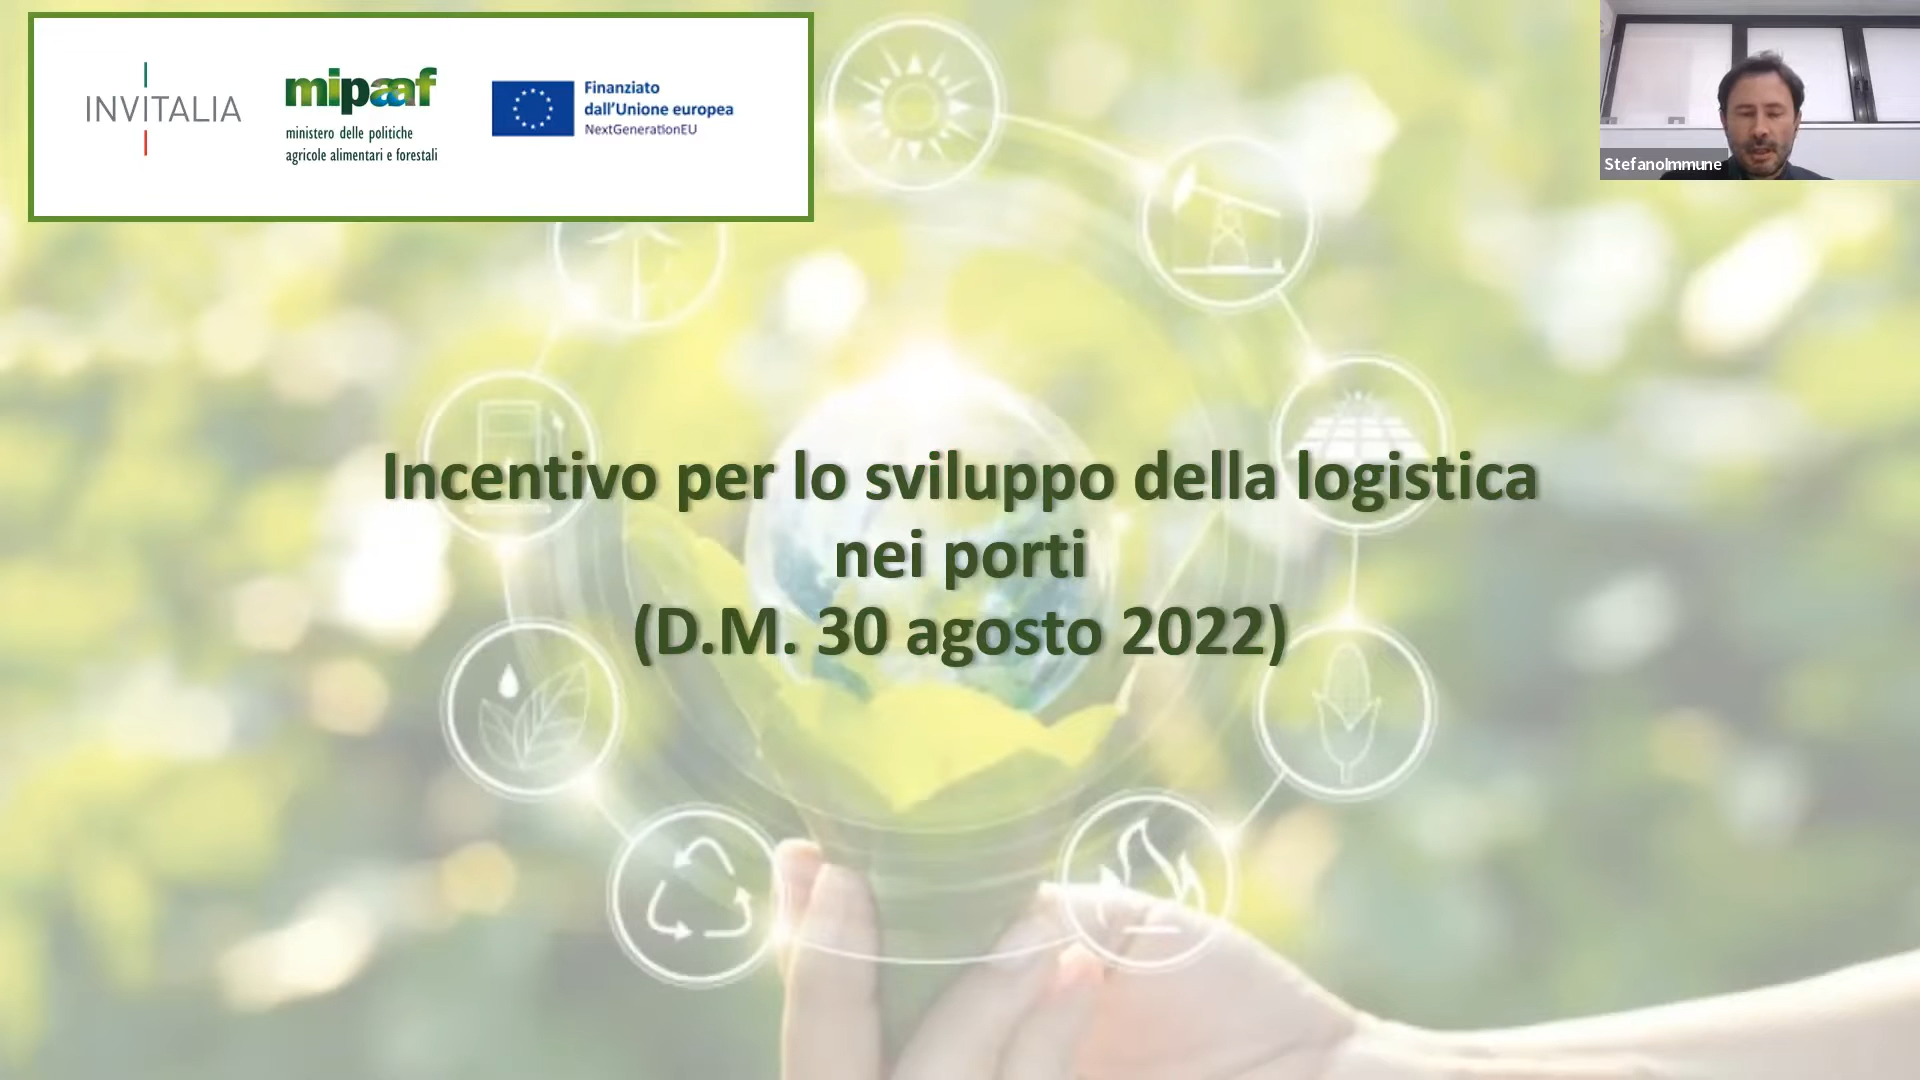 INVITALIA
mipaaf
ministero delle politiche
agricole alimentari e forestali
Finanziato
dall'Unione europea
NextGenerationEU
StefanoImmune
Incentivo per lo sviluppo della logistica
nei porti
(D.M. 30 agosto 2022)